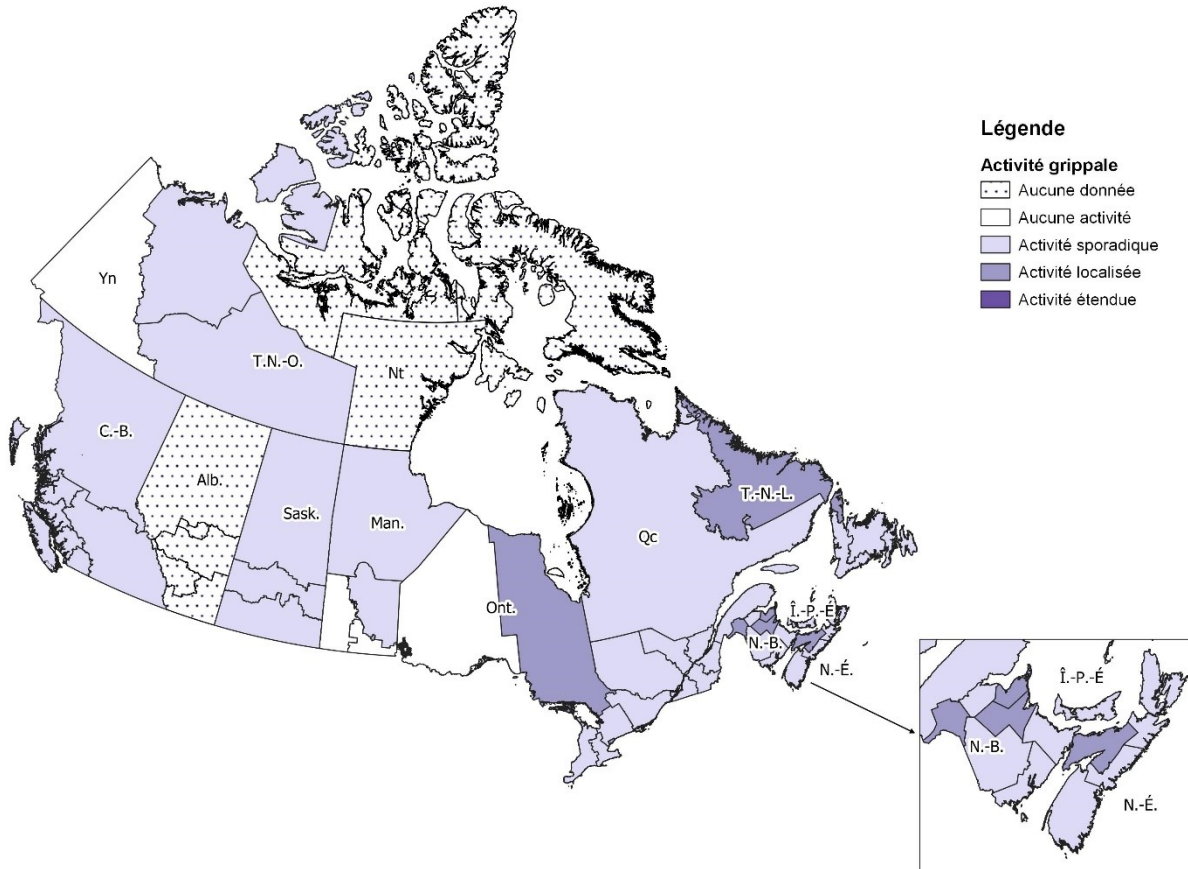 Légende
Activité grippale
Aucune donnée
Aucune activité
Activité sporadique
Activité localisée
Activité étendue
Yn
T.N.-O.
Nt
C.-B.
Alb.
Sask.
Man.
Ont.
Qc
T.-N.-L.
Î.-P.-É
N.-B.
N.-É.
Î.-P.-É
N.-B.
N.-É.